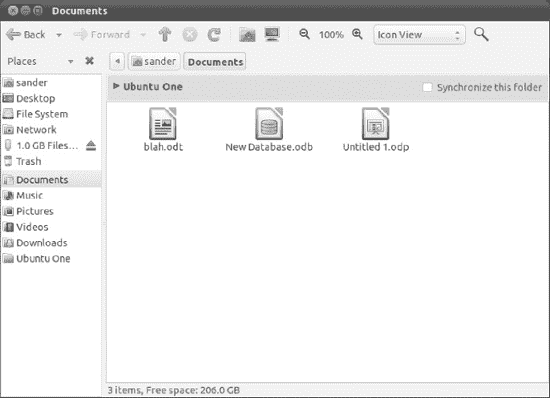 Documents
Back Forward 100% Icon View
Places sander Documents
Ubuntu One Synchronize this folder
sander
Desktop
File System
Network
1.0 GB Files...
Trash
Documents
Music
Pictures
Videos
Downloads
Ubuntu One
blah.odt New Database.odb Untitled 1.odp
3 items, Free space: 206.0 GB